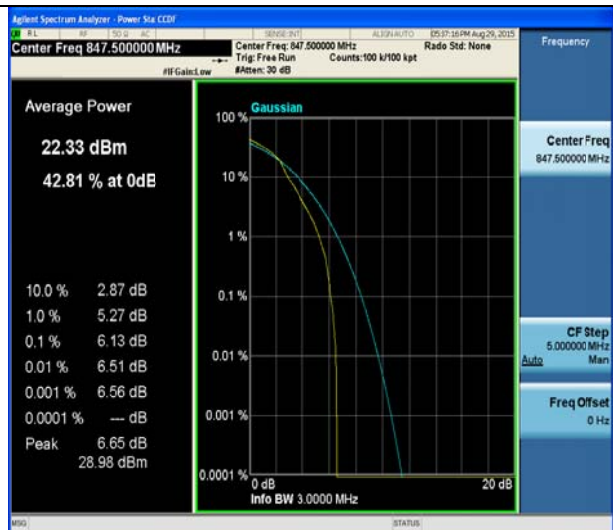 Agilent Spectrum Analyzer - Power Sta CCDF
RL RF 50 Ω AC SENSE:INT ALIGN AUTO 05:37:16 PM Aug 29, 2015
Center Freq 847.500000 MHz
Center Freq: 847.500000 MHz Radio Std: None
Trig: Free Run Counts:100 k/100 kpt
#IFGain:Low #Atten: 30 dB
Frequency
Average Power
22.33 dBm
42.81 % at 0dB
10.0 % 2.87 dB
1.0 % 5.27 dB
0.1 % 6.13 dB
0.01 % 6.51 dB
0.001 % 6.56 dB
0.0001 % --- dB
Peak 6.65 dB
28.98 dBm
Gaussian
100 %
10 %
1 %
0.1 %
0.01 %
0.001 %
0.0001 %
0 dB 20 dB
Info BW 3.0000 MHz
Center Freq
847.500000 MHz
CF Step
5.000000 MHz
Auto Man
Freq Offset
0 Hz
MSG STATUS